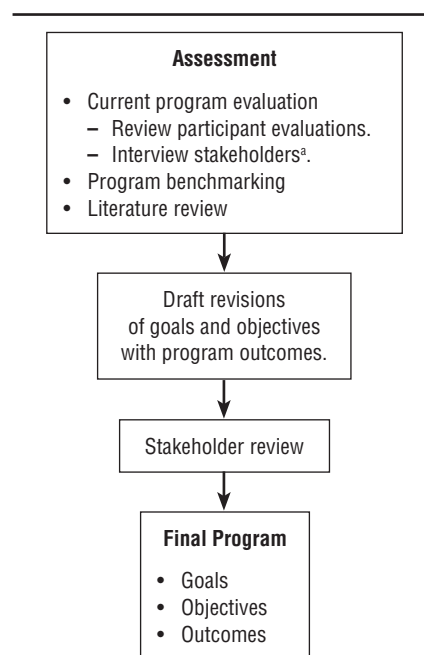 Assessment
• Current program evaluation
– Review participant evaluations.
– Interview stakeholdersᵃ.
• Program benchmarking
• Literature review
Draft revisions
of goals and objectives
with program outcomes.
Stakeholder review
Final Program
• Goals
• Objectives
• Outcomes